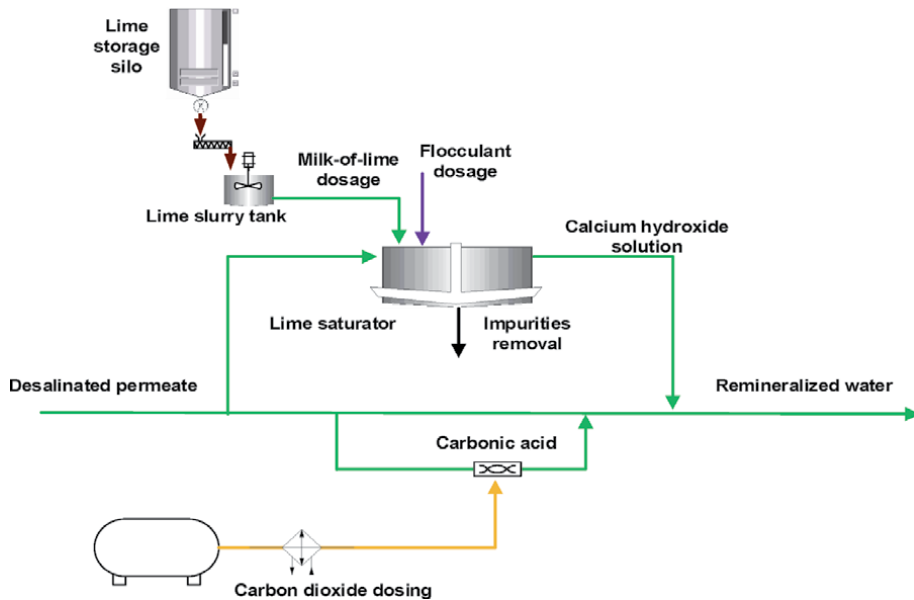 Lime
storage
silo
Milk-of-lime
dosage
Flocculant
dosage
Lime slurry tank
Calcium hydroxide
solution
Lime saturator
Impurities
removal
Desalinated permeate
Remineralized water
Carbonic acid
Carbon dioxide dosing